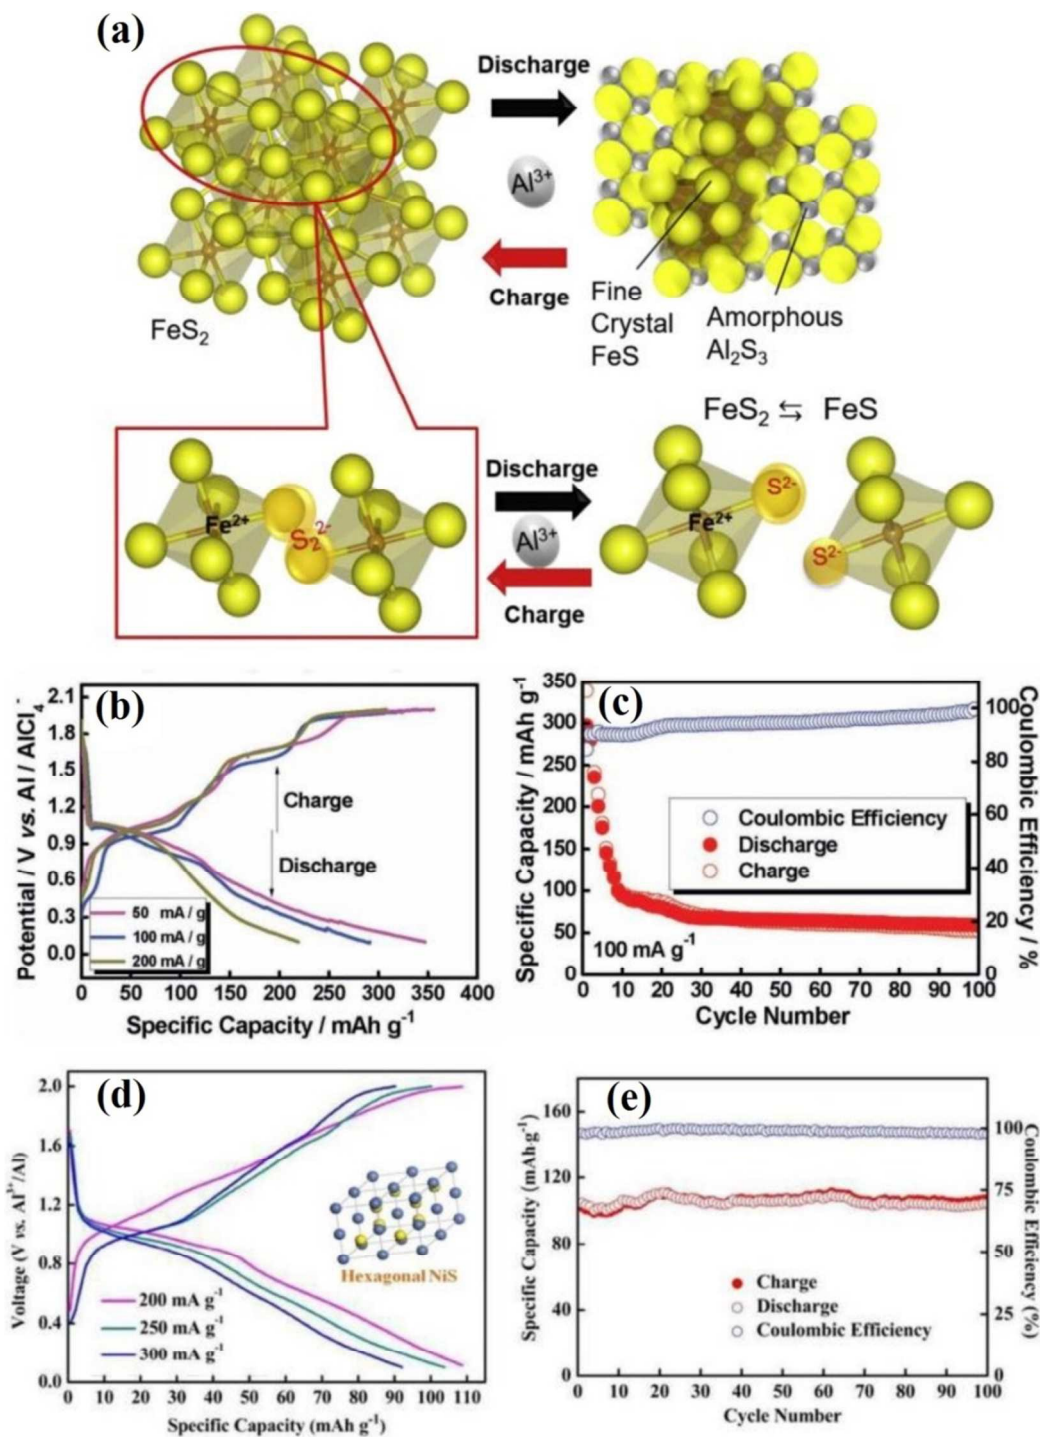 (a)
Discharge
Al3+
Charge
FeS2
Fine
Crystal
FeS
Amorphous
Al2S3
FeS2 ⇆ FeS
Discharge
Al3+
Charge
Fe2+
S22-
Fe2+
S2-
S2-
(b)
2.1
1.8
1.5
1.2
0.9
0.6
0.3
0.0
Potential / V vs. Al / AlCl4-
Charge
Discharge
50 mA / g
100 mA / g
200 mA / g
0 50 100 150 200 250 300 350 400
Specific Capacity / mAh g-1
(c)
350
300
250
200
150
100
50
0
Specific Capacity / mAh g-1
Coulombic Efficiency
Discharge
Charge
100 mA g-1
100
80
60
40
20
0
Coulombic Efficiency / %
0 10 20 30 40 50 60 70 80 90 100
Cycle Number
(d)
2.0
1.6
1.2
0.8
0.4
0.0
Voltage (V vs. Al3+/Al)
Hexagonal NiS
200 mA g-1
250 mA g-1
300 mA g-1
0 10 20 30 40 50 60 70 80 90 100 110
Specific Capacity (mAh g-1)
(e)
160
120
80
40
0
Specific Capacity (mAh·g-1)
Charge
Discharge
Coulombic Efficiency
100
75
50
25
0
Coulombic Efficiency (%)
0 10 20 30 40 50 60 70 80 90 100
Cycle Number